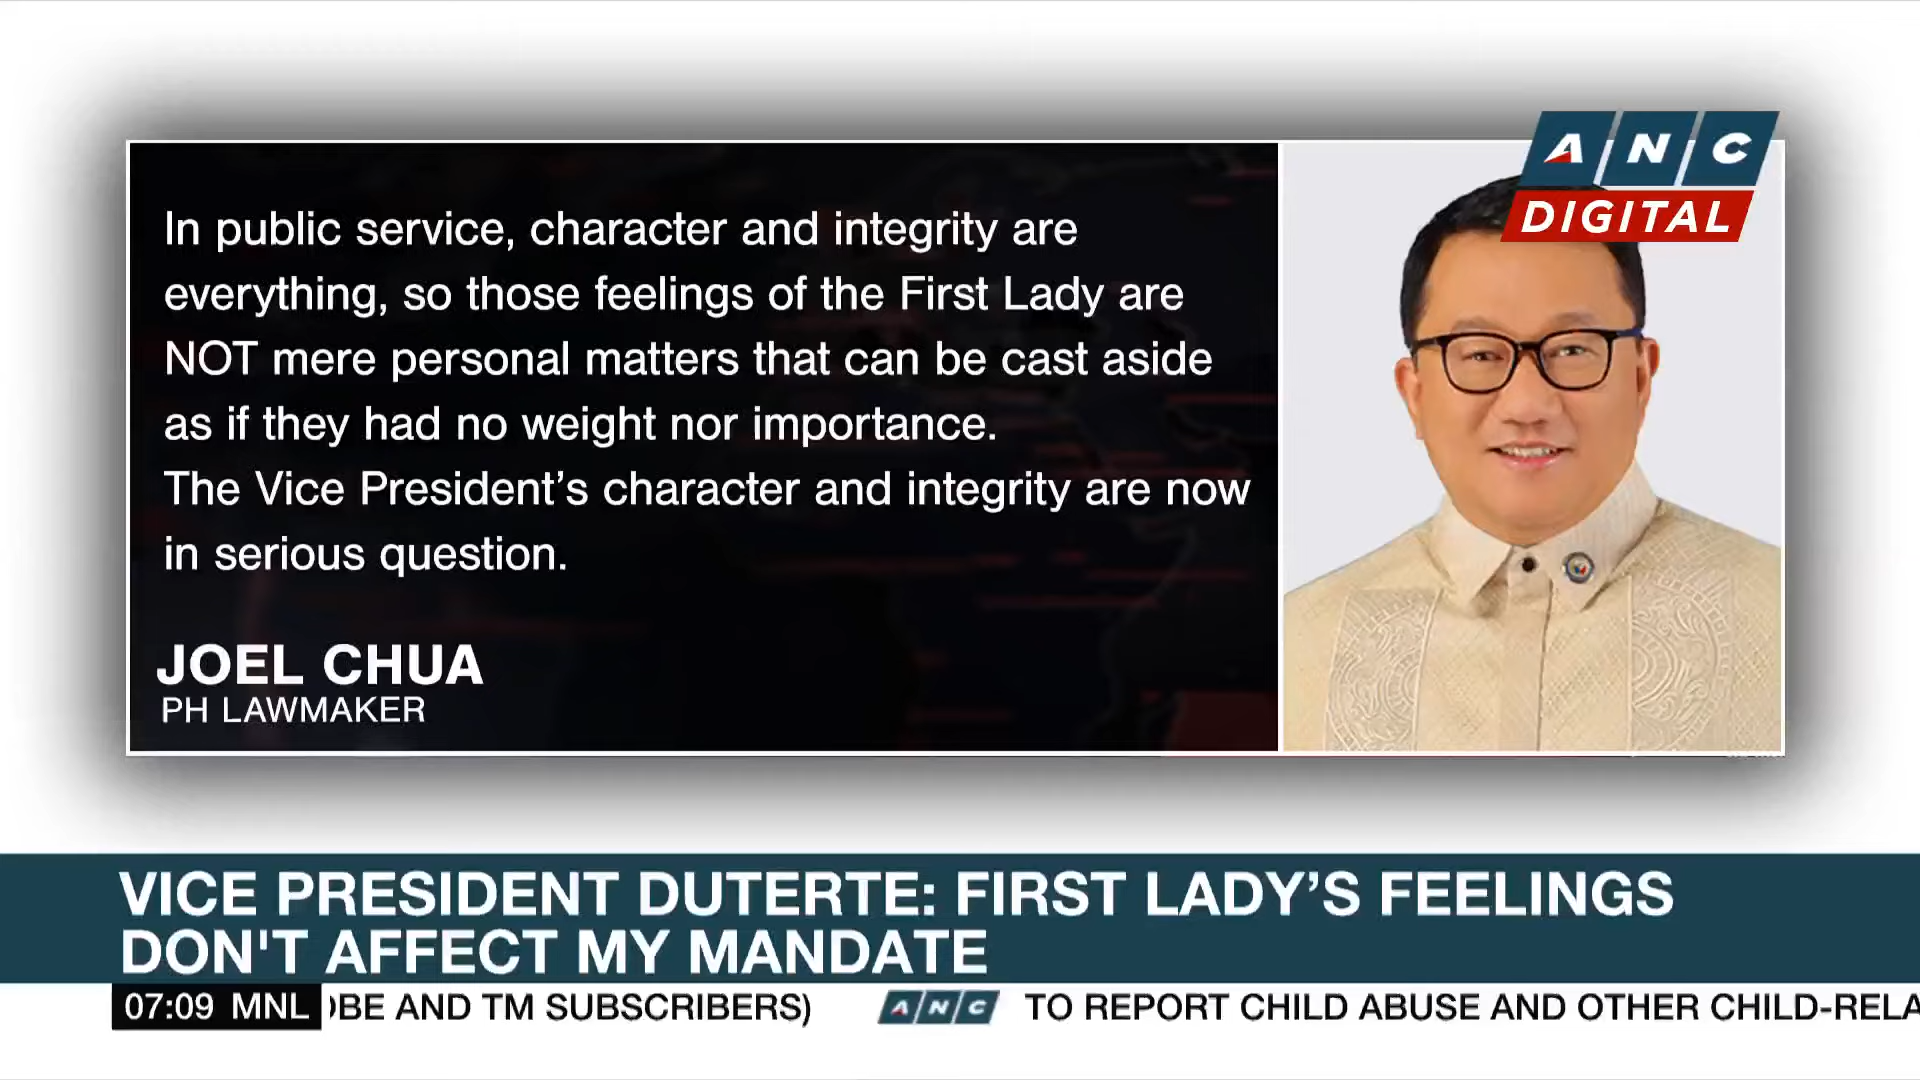 ANC
DIGITAL
In public service, character and integrity are
everything, so those feelings of the First Lady are
NOT mere personal matters that can be cast aside
as if they had no weight nor importance.
The Vice President’s character and integrity are now
in serious question.
JOEL CHUA
PH LAWMAKER
VICE PRESIDENT DUTERTE: FIRST LADY’S FEELINGS
DON'T AFFECT MY MANDATE
07:09 MNL AND TM SUBSCRIBERS) ANC TO REPORT CHILD ABUSE AND OTHER